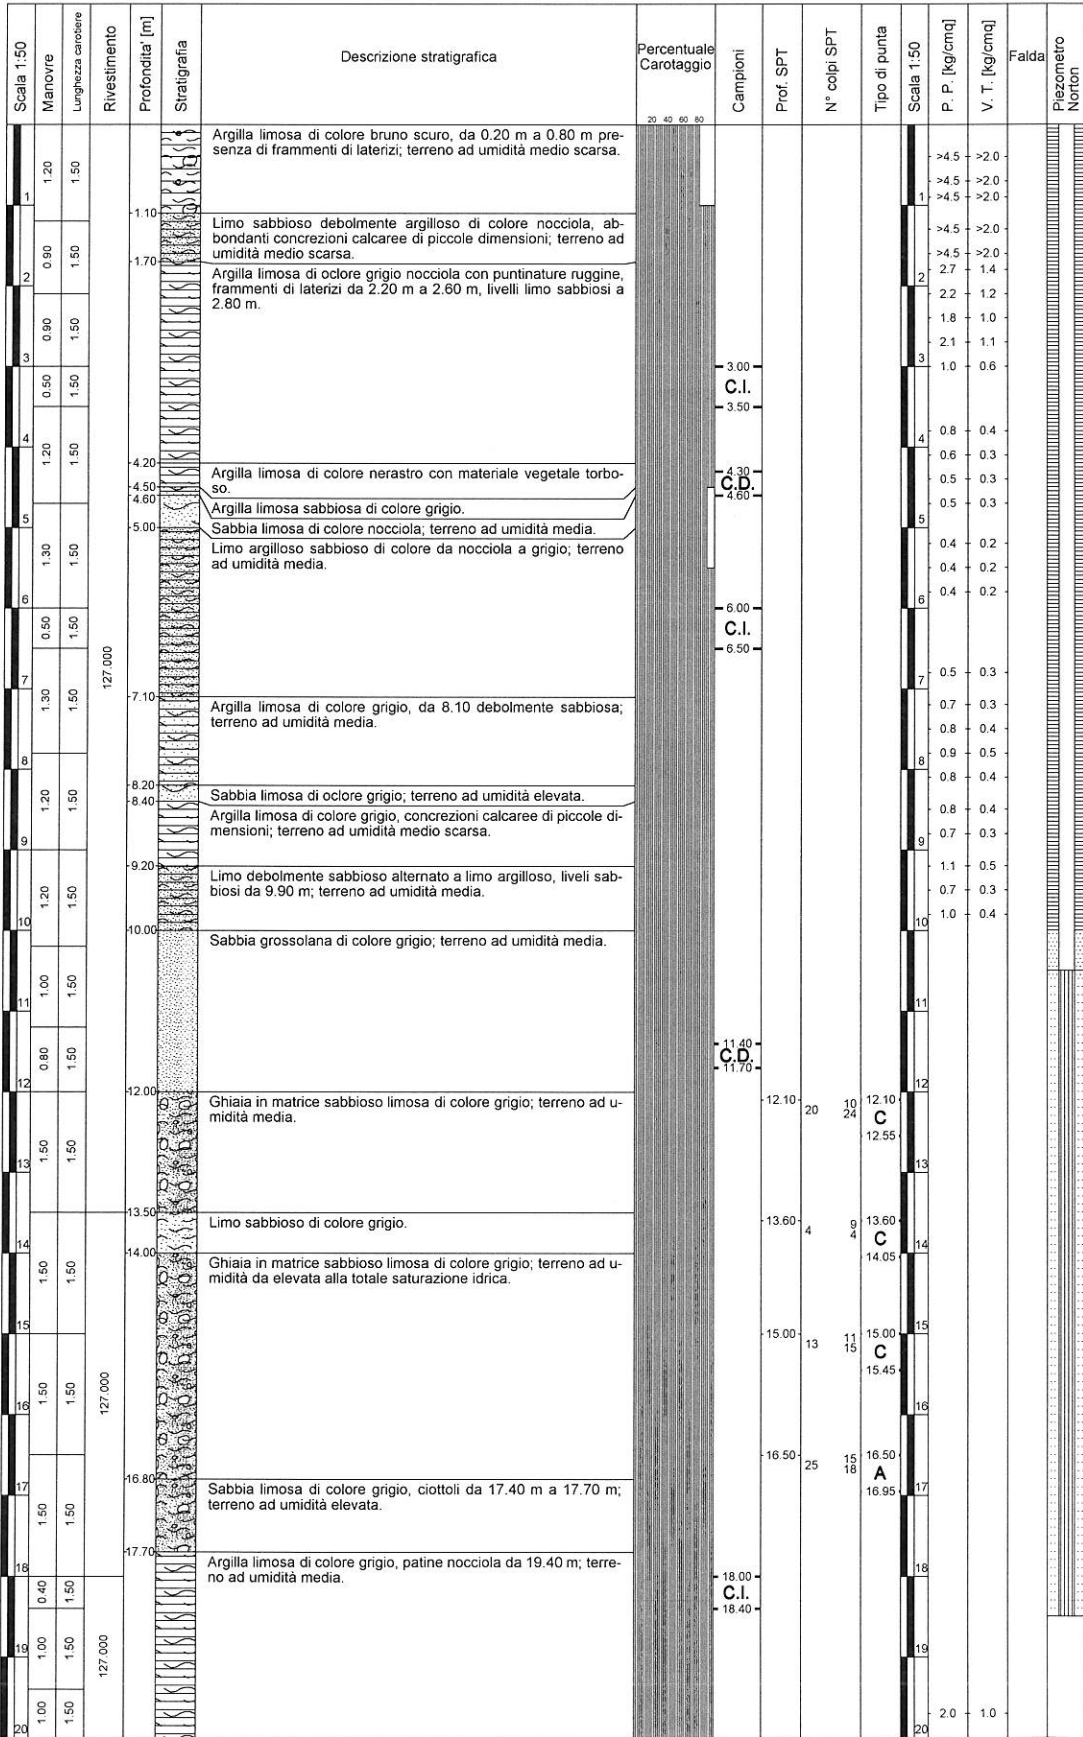 Scala 1:50
Manovre
Lunghezza carotiere
Rivestimento
Profondita' [m]
Stratigrafia
Descrizione stratigrafica
Percentuale
Carotaggio
20 40 60 80
Campioni
Prof. SPT
N° colpi SPT
Tipo di punta
Scala 1:50
P. P. [kg/cmq]
V. T. [kg/cmq]
Falda
Piezometro
Norton
Argilla limosa di colore bruno scuro, da 0.20 m a 0.80 m pre-
senza di frammenti di laterizi; terreno ad umidità medio scarsa.
>4.5 >2.0
>4.5 >2.0
1 1.20 1.50 1 >4.5 >2.0
1.10
Limo sabbioso debolmente argilloso di colore nocciola, ab-
bondanti concrezioni calcaree di piccole dimensioni; terreno ad
umidità medio scarsa.
>4.5 >2.0
>4.5 >2.0
1.70
Argilla limosa di oclore grigio nocciola con puntinature ruggine,
frammenti di laterizi da 2.20 m a 2.60 m, livelli limo sabbiosi a
2.80 m.
2 0.90 1.50 2 2.7 1.4
2.2 1.2
1.8 1.0
2.1 1.1
3 0.90 1.50 3 1.0 0.6
3.00
C.I.
3.50
0.50 1.50
4 1.20 1.50 4 0.8 0.4
4.20
Argilla limosa di colore nerastro con materiale vegetale torbo-
so.
4.30
C.D.
4.60
0.6 0.3
0.5 0.3
4.50
4.60
Argilla limosa sabbiosa di colore grigio.
0.5 0.3
5 5
5.00
Sabbia limosa di colore nocciola; terreno ad umidità media.
Limo argilloso sabbioso di colore da nocciola a grigio; terreno
ad umidità media.
0.4 0.2
0.4 0.2
6 1.30 1.50 6 0.4 0.2
6.00
C.I.
6.50
0.50 1.50
127.000
7 7 0.5 0.3
7.10
Argilla limosa di colore grigio, da 8.10 debolmente sabbiosa;
terreno ad umidità media.
1.30 1.50
0.7 0.3
0.8 0.4
8 8 0.9 0.5
0.8 0.4
8.20
Sabbia limosa di oclore grigio; terreno ad umidità elevata.
8.40
Argilla limosa di colore grigio, concrezioni calcaree di piccole di-
mensioni; terreno ad umidità medio scarsa.
1.20 1.50
0.8 0.4
9 9 0.7 0.3
9.20
Limo debolmente sabbioso alternato a limo argilloso, liveli sab-
biosi da 9.90 m; terreno ad umidità media.
1.1 0.5
0.7 0.3
10 1.20 1.50 10 1.0 0.4
10.00
Sabbia grossolana di colore grigio; terreno ad umidità media.
11 1.00 1.50 11
11.40
C.D.
11.70
12 0.80 1.50 12
12.00
Ghiaia in matrice sabbioso limosa di colore grigio; terreno ad u-
midità media.
12.10 20 10 24 12.10
C
12.55
13 1.50 1.50 13
13.50
Limo sabbioso di colore grigio.
13.60 4 9 4 13.60
C
14.05
14 14
14.00
Ghiaia in matrice sabbioso limosa di colore grigio; terreno ad u-
midità da elevata alla totale saturazione idrica.
1.50 1.50
15 15
15.00 13 11 15 15.00
C
15.45
16 1.50 1.50 16
127.000
16.50 25 15 18 16.50
A
16.95
16.80
Sabbia limosa di colore grigio, ciottoli da 17.40 m a 17.70 m;
terreno ad umidità elevata.
17 17
1.50 1.50
17.70
Argilla limosa di colore grigio, patine nocciola da 19.40 m; terre-
no ad umidità media.
18 18
18.00
C.I.
18.40
0.40 1.50
19 1.00 1.50 19
127.000
2.0 1.0
20 1.00 1.50 20